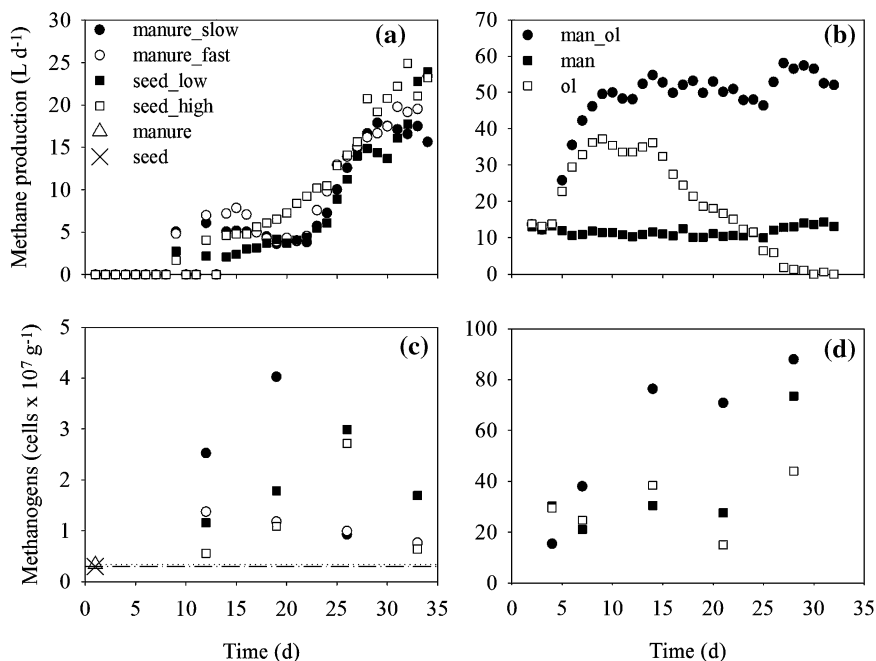 (a)
Methane production (L d-1)
30
25
20
15
10
5
0
manure_slow
manure_fast
seed_low
seed_high
manure
seed
(b)
70
60
50
40
30
20
10
0
man_ol
man
ol
(c)
Methanogens (cells x 10⁷ g-1)
5
4
3
2
1
0
0 5 10 15 20 25 30 35
Time (d)
(d)
100
80
60
40
20
0
0 5 10 15 20 25 30 35
Time (d)